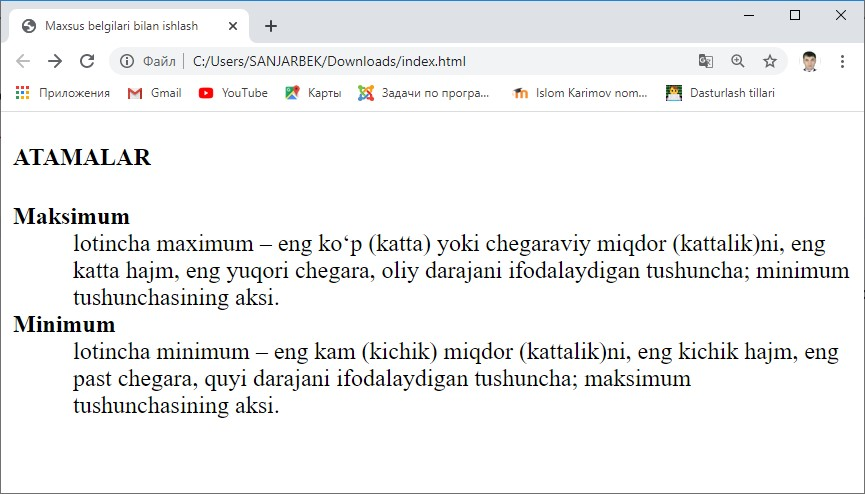 Maxsus belgilari bilan ishlash
Файл
C:/Users/SANJARBEK/Downloads/index.html
Приложения
Gmail
YouTube
Карты
Задачи по програ...
Islom Karimov nom...
Dasturlash tillari
ATAMALAR
Maksimum
lotincha maximum – eng ko‘p (katta) yoki chegaraviy miqdor (kattalik)ni, eng
katta hajm, eng yuqori chegara, oliy darajani ifodalaydigan tushuncha; minimum
tushunchasining aksi.
Minimum
lotincha minimum – eng kam (kichik) miqdor (kattalik)ni, eng kichik hajm, eng
past chegara, quyi darajani ifodalaydigan tushuncha; maksimum
tushunchasining aksi.